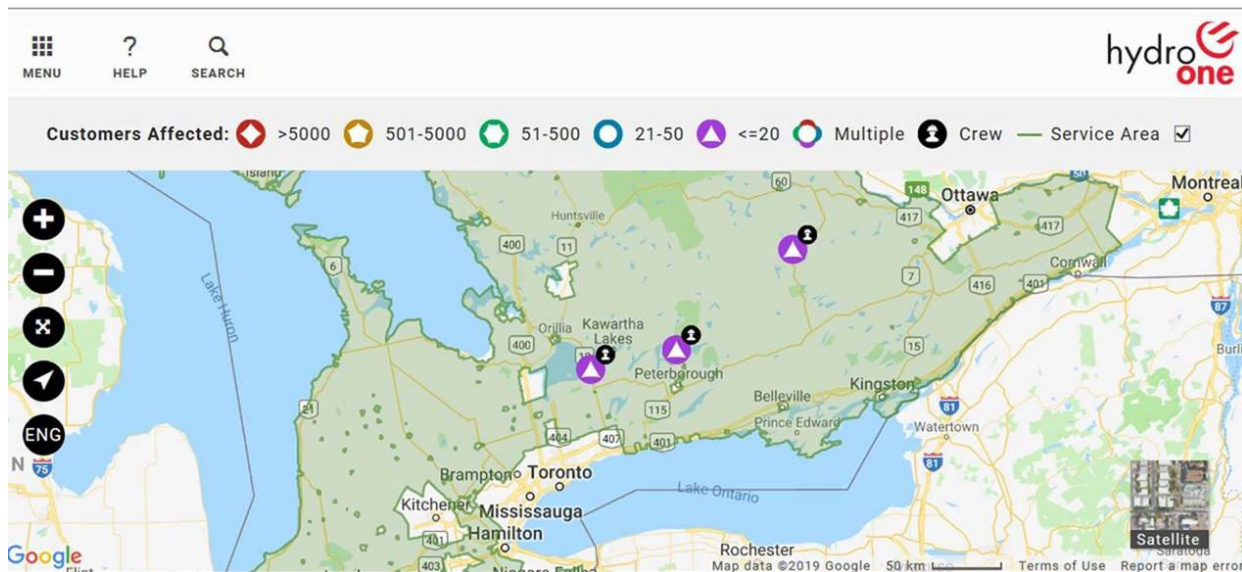 MENU
? HELP
SEARCH
hydro
one
Customers Affected: >5000 501-5000 51-500 21-50 <=20 Multiple Crew Service Area
Island
60
148
Ottawa
50
Montreal
417
417
Huntsville
400
11
6
7
Cornwall
416
401
Lake Huron
87
Orillia
Kawartha
Lakes
400
15
Peterborough
Kingston
21
115
Belleville
81
Prince Edward
Watertown
ENG
404
407
401
N
75
81
Brampton
Toronto
Lake Ontario
Kitchener
Mississauga
401
Hamilton
Satellite
Google
403
Rochester
Map data ©2019 Google 50 km Terms of Use Report a map error